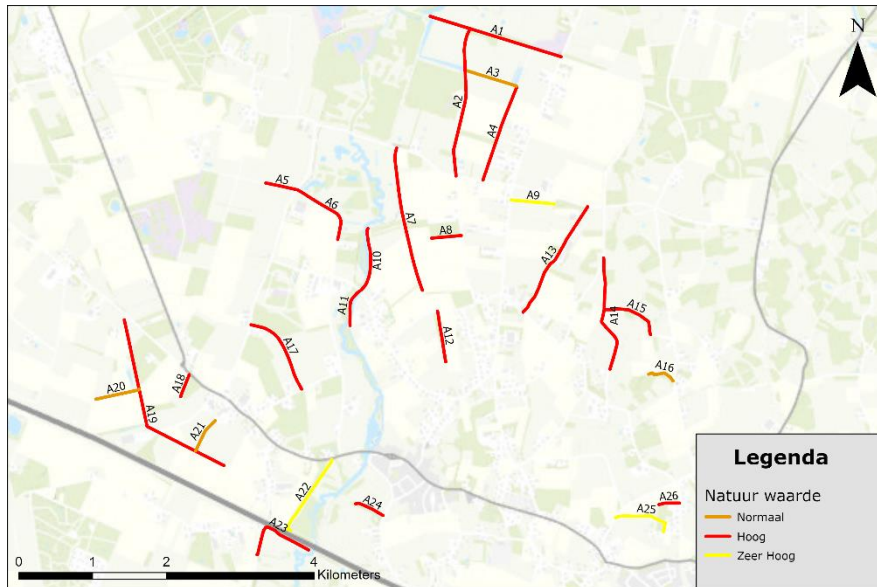 N
A1
A3
A2
A4
A5
A6
A9
A7
A8
A10
A13
A11
A14
A15
A12
A17
A16
A18
A20
A19
A21
A22
A24
A23
A25
A26
Legenda
Natuur waarde
Normaal
Hoog
Zeer Hoog
0 1 2 4
Kilometers